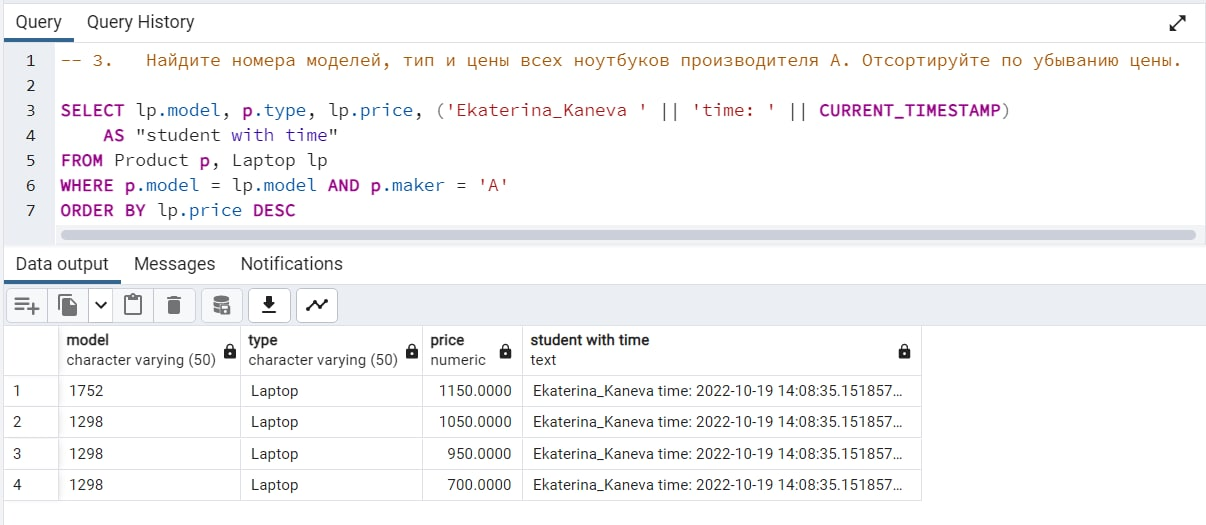 Query Query History
1 -- 3. Найдите номера моделей, тип и цены всех ноутбуков производителя А. Отсортируйте по убыванию цены.
2
3 SELECT lp.model, p.type, lp.price, ('Ekaterina_Kaneva ' || 'time: ' || CURRENT_TIMESTAMP)
4 AS "student with time"
5 FROM Product p, Laptop lp
6 WHERE p.model = lp.model AND p.maker = 'A'
7 ORDER BY lp.price DESC
Data output Messages Notifications
model type price student with time
character varying (50) character varying (50) numeric text
1 1752 Laptop 1150.0000 Ekaterina_Kaneva time: 2022-10-19 14:08:35.151857…
2 1298 Laptop 1050.0000 Ekaterina_Kaneva time: 2022-10-19 14:08:35.151857…
3 1298 Laptop 950.0000 Ekaterina_Kaneva time: 2022-10-19 14:08:35.151857…
4 1298 Laptop 700.0000 Ekaterina_Kaneva time: 2022-10-19 14:08:35.151857…